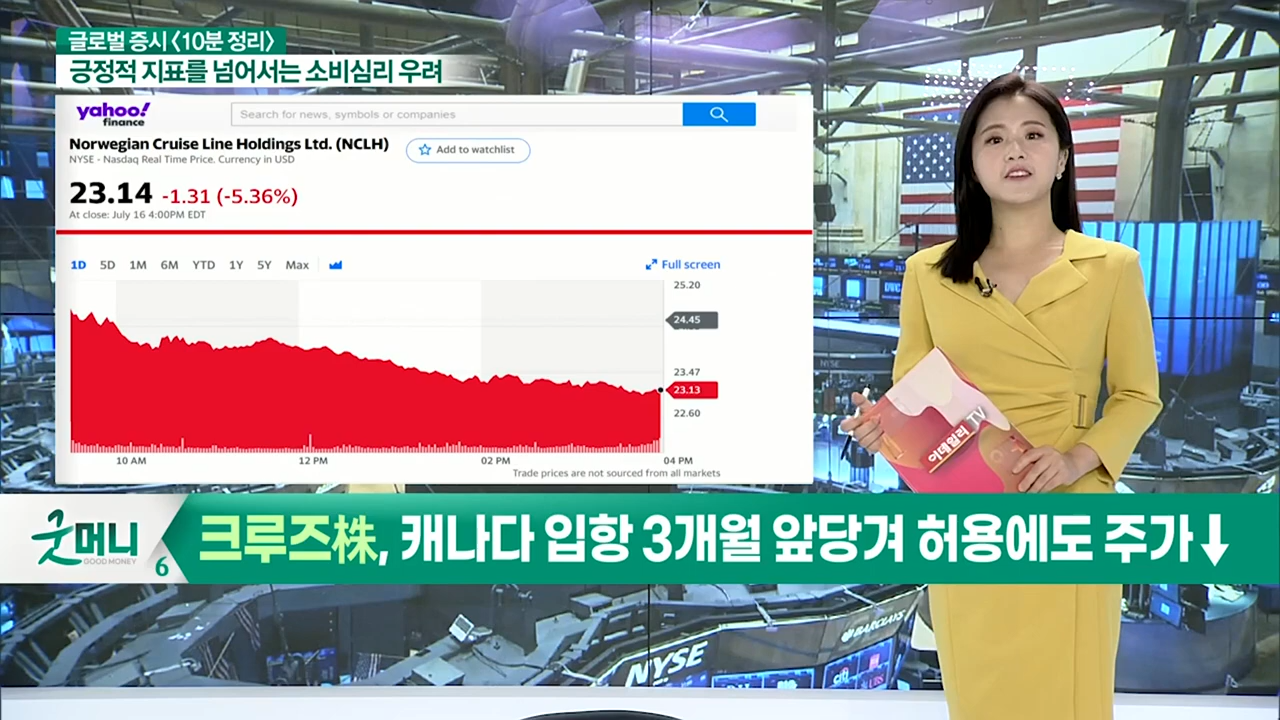 글로벌 증시 <10분 정리>
긍정적 지표를 넘어서는 소비심리 우려
yahoo!
finance
Search for news, symbols or companies
Norwegian Cruise Line Holdings Ltd. (NCLH)
Add to watchlist
NYSE - Nasdaq Real Time Price. Currency in USD
23.14 -1.31 (-5.36%)
At close: July 16 4:00PM EDT
1D 5D 1M 6M YTD 1Y 5Y Max
Full screen
25.20
24.45
23.47
23.13
22.60
10 AM 12 PM 02 PM 04 PM
Trade prices are not sourced from all markets
이데일리 TV
굿머니
GOOD MONEY
6
크루즈株, 캐나다 입항 3개월 앞당겨 허용에도 주가↓
BARCLAYS
NYSE
citi
UBS